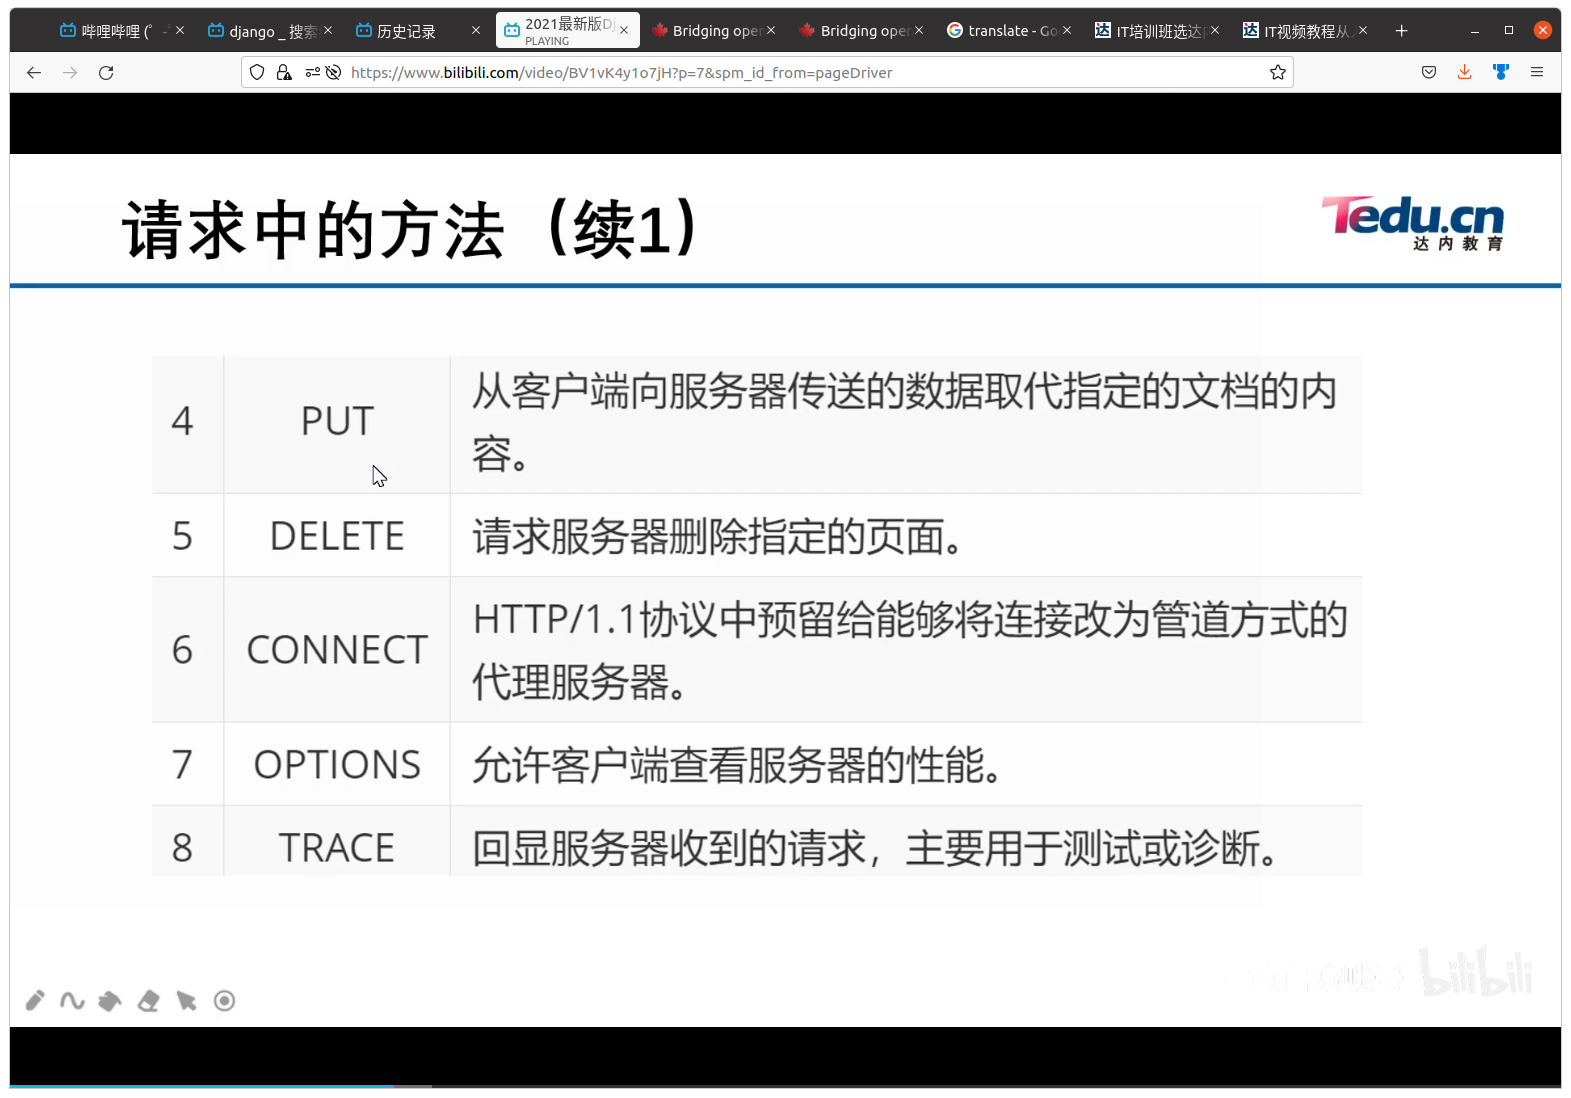 哔哩哔哩 (゜-
django _ 搜索
历史记录
2021最新版Dj
PLAYING
Bridging oper
Bridging oper
translate - Go
IT培训班选达
IT视频教程从
https://www.bilibili.com/video/BV1vK4y1o7jH?p=7&spm_id_from=pageDriver
请求中的方法（续1）
Tedu.cn
达内教育
4 PUT 从客户端向服务器传送的数据取代指定的文档的内
容。
5 DELETE 请求服务器删除指定的页面。
6 CONNECT HTTP/1.1协议中预留给能够将连接改为管道方式的
代理服务器。
7 OPTIONS 允许客户端查看服务器的性能。
8 TRACE 回显服务器收到的请求，主要用于测试或诊断。
bilibili